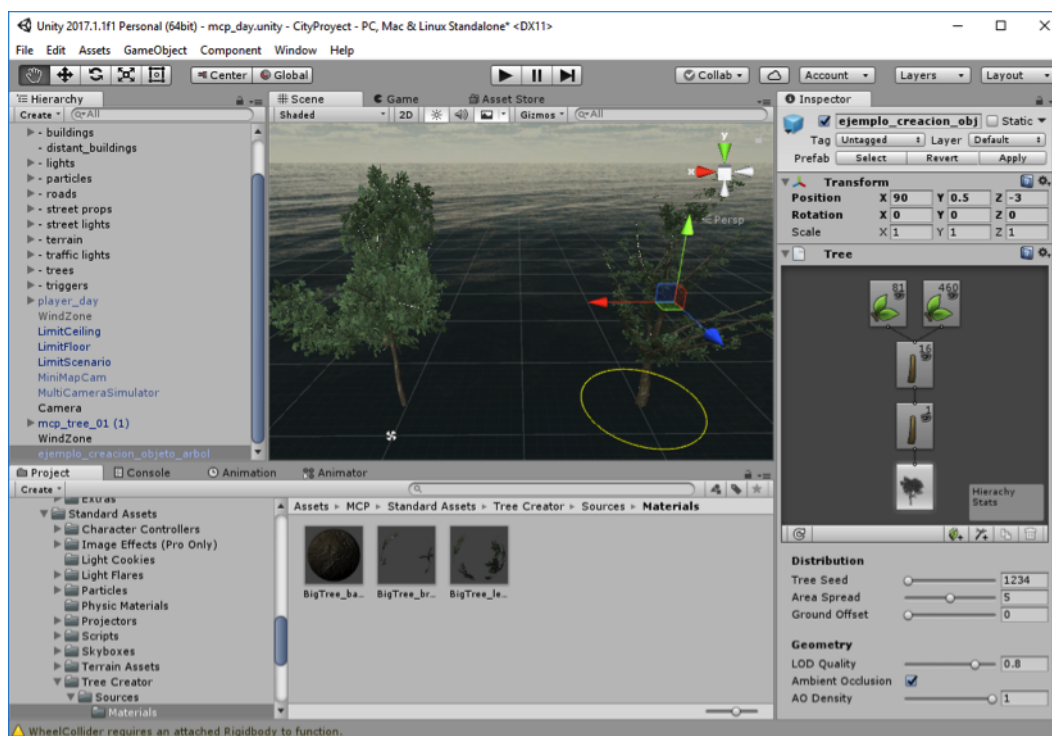 Unity 2017.1.1f1 Personal (64bit) - mcp_day.unity - CityProyect - PC, Mac & Linux Standalone* <DX11>
File Edit Assets GameObject Component Window Help
Center Global Collab Account Layers Layout
Hierarchy
Create All
- buildings
- distant_buildings
- lights
- particles
- roads
- street props
- street lights
- terrain
- traffic lights
- trees
- triggers
player_day
WindZone
LimitCeiling
LimitFloor
LimitScenario
MiniMapCam
MultiCameraSimulator
Camera
mcp_tree_01 (1)
WindZone
ejemplo_creacion_objeto_arbol
Scene Game Asset Store
Shaded 2D Gizmos All
y
x
Persp
Inspector
ejemplo_creacion_obj Static
Tag Untagged Layer Default
Prefab Select Revert Apply
Transform
Position X 90 Y 0.5 Z -3
Rotation X 0 Y 0 Z 0
Scale X 1 Y 1 Z 1
Tree
81 460
16
1
Hierachy
Stats
Distribution
Tree Seed 1234
Area Spread 5
Ground Offset 0
Geometry
LOD Quality 0.8
Ambient Occlusion
AO Density 1
Project Console Animation Animator
Create
Extras
Standard Assets
Character Controllers
Image Effects (Pro Only)
Light Cookies
Light Flares
Particles
Physic Materials
Projectors
Scripts
Skyboxes
Terrain Assets
Tree Creator
Sources
Materials
Assets MCP Standard Assets Tree Creator Sources Materials
BigTree_ba... BigTree_br... BigTree_le...
WheelCollider requires an attached Rigidbody to function.